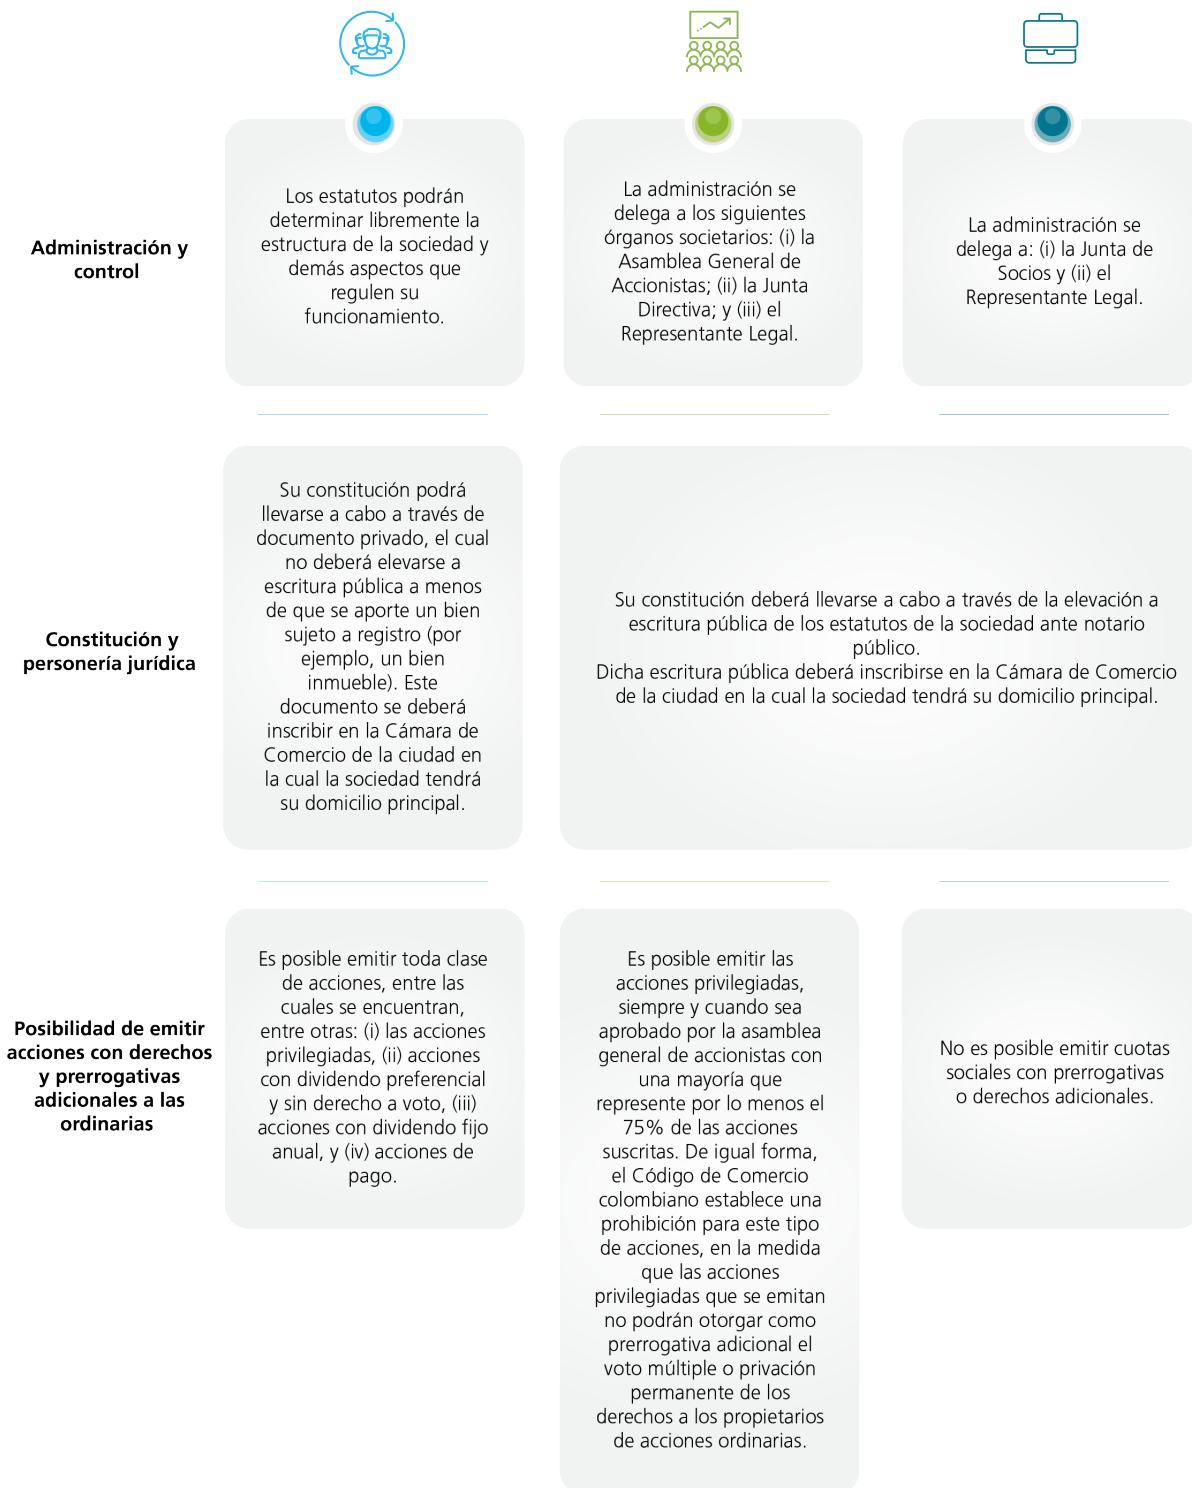 Administración y
control
Los estatutos podrán
determinar libremente la
estructura de la sociedad y
demás aspectos que
regulen su
funcionamiento.
La administración se
delega a los siguientes
órganos societarios: (i) la
Asamblea General de
Accionistas; (ii) la Junta
Directiva; y (iii) el
Representante Legal.
La administración se
delega a: (i) la Junta de
Socios y (ii) el
Representante Legal.
Constitución y
personería jurídica
Su constitución podrá
llevarse a cabo a través de
documento privado, el cual
no deberá elevarse a
escritura pública a menos
de que se aporte un bien
sujeto a registro (por
ejemplo, un bien
inmueble). Este
documento se deberá
inscribir en la Cámara de
Comercio de la ciudad en
la cual la sociedad tendrá
su domicilio principal.
Su constitución deberá llevarse a cabo a través de la elevación a
escritura pública de los estatutos de la sociedad ante notario
público.
Dicha escritura pública deberá inscribirse en la Cámara de Comercio
de la ciudad en la cual la sociedad tendrá su domicilio principal.
Posibilidad de emitir
acciones con derechos
y prerrogativas
adicionales a las
ordinarias
Es posible emitir toda clase
de acciones, entre las
cuales se encuentran,
entre otras: (i) las acciones
privilegiadas, (ii) acciones
con dividendo preferencial
y sin derecho a voto, (iii)
acciones con dividendo fijo
anual, y (iv) acciones de
pago.
Es posible emitir las
acciones privilegiadas,
siempre y cuando sea
aprobado por la asamblea
general de accionistas con
una mayoría que
represente por lo menos el
75% de las acciones
suscritas. De igual forma,
el Código de Comercio
colombiano establece una
prohibición para este tipo
de acciones, en la medida
que las acciones
privilegiadas que se emitan
no podrán otorgar como
prerrogativa adicional el
voto múltiple o privación
permanente de los
derechos a los propietarios
de acciones ordinarias.
No es posible emitir cuotas
sociales con prerrogativas
o derechos adicionales.